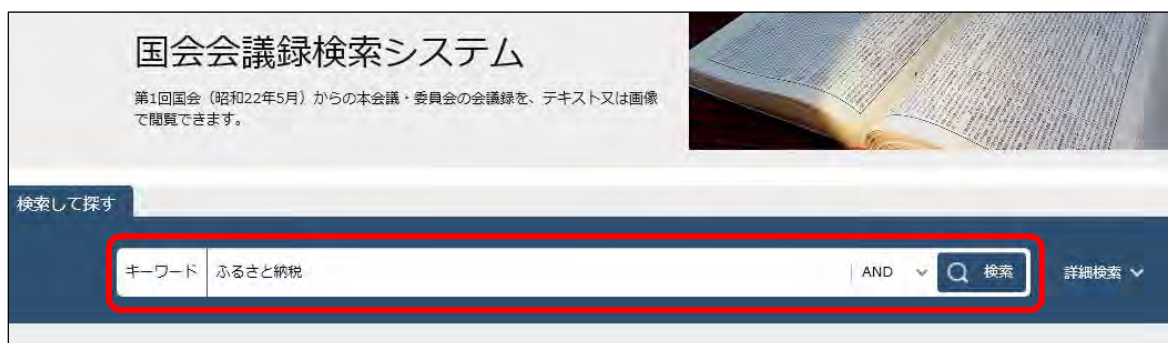 国会会議録検索システム
第1回国会（昭和22年5月）からの本会議・委員会の会議録を、テキスト又は画像
で閲覧できます。
検索して探す
キーワード ふるさと納税 AND 検索 詳細検索